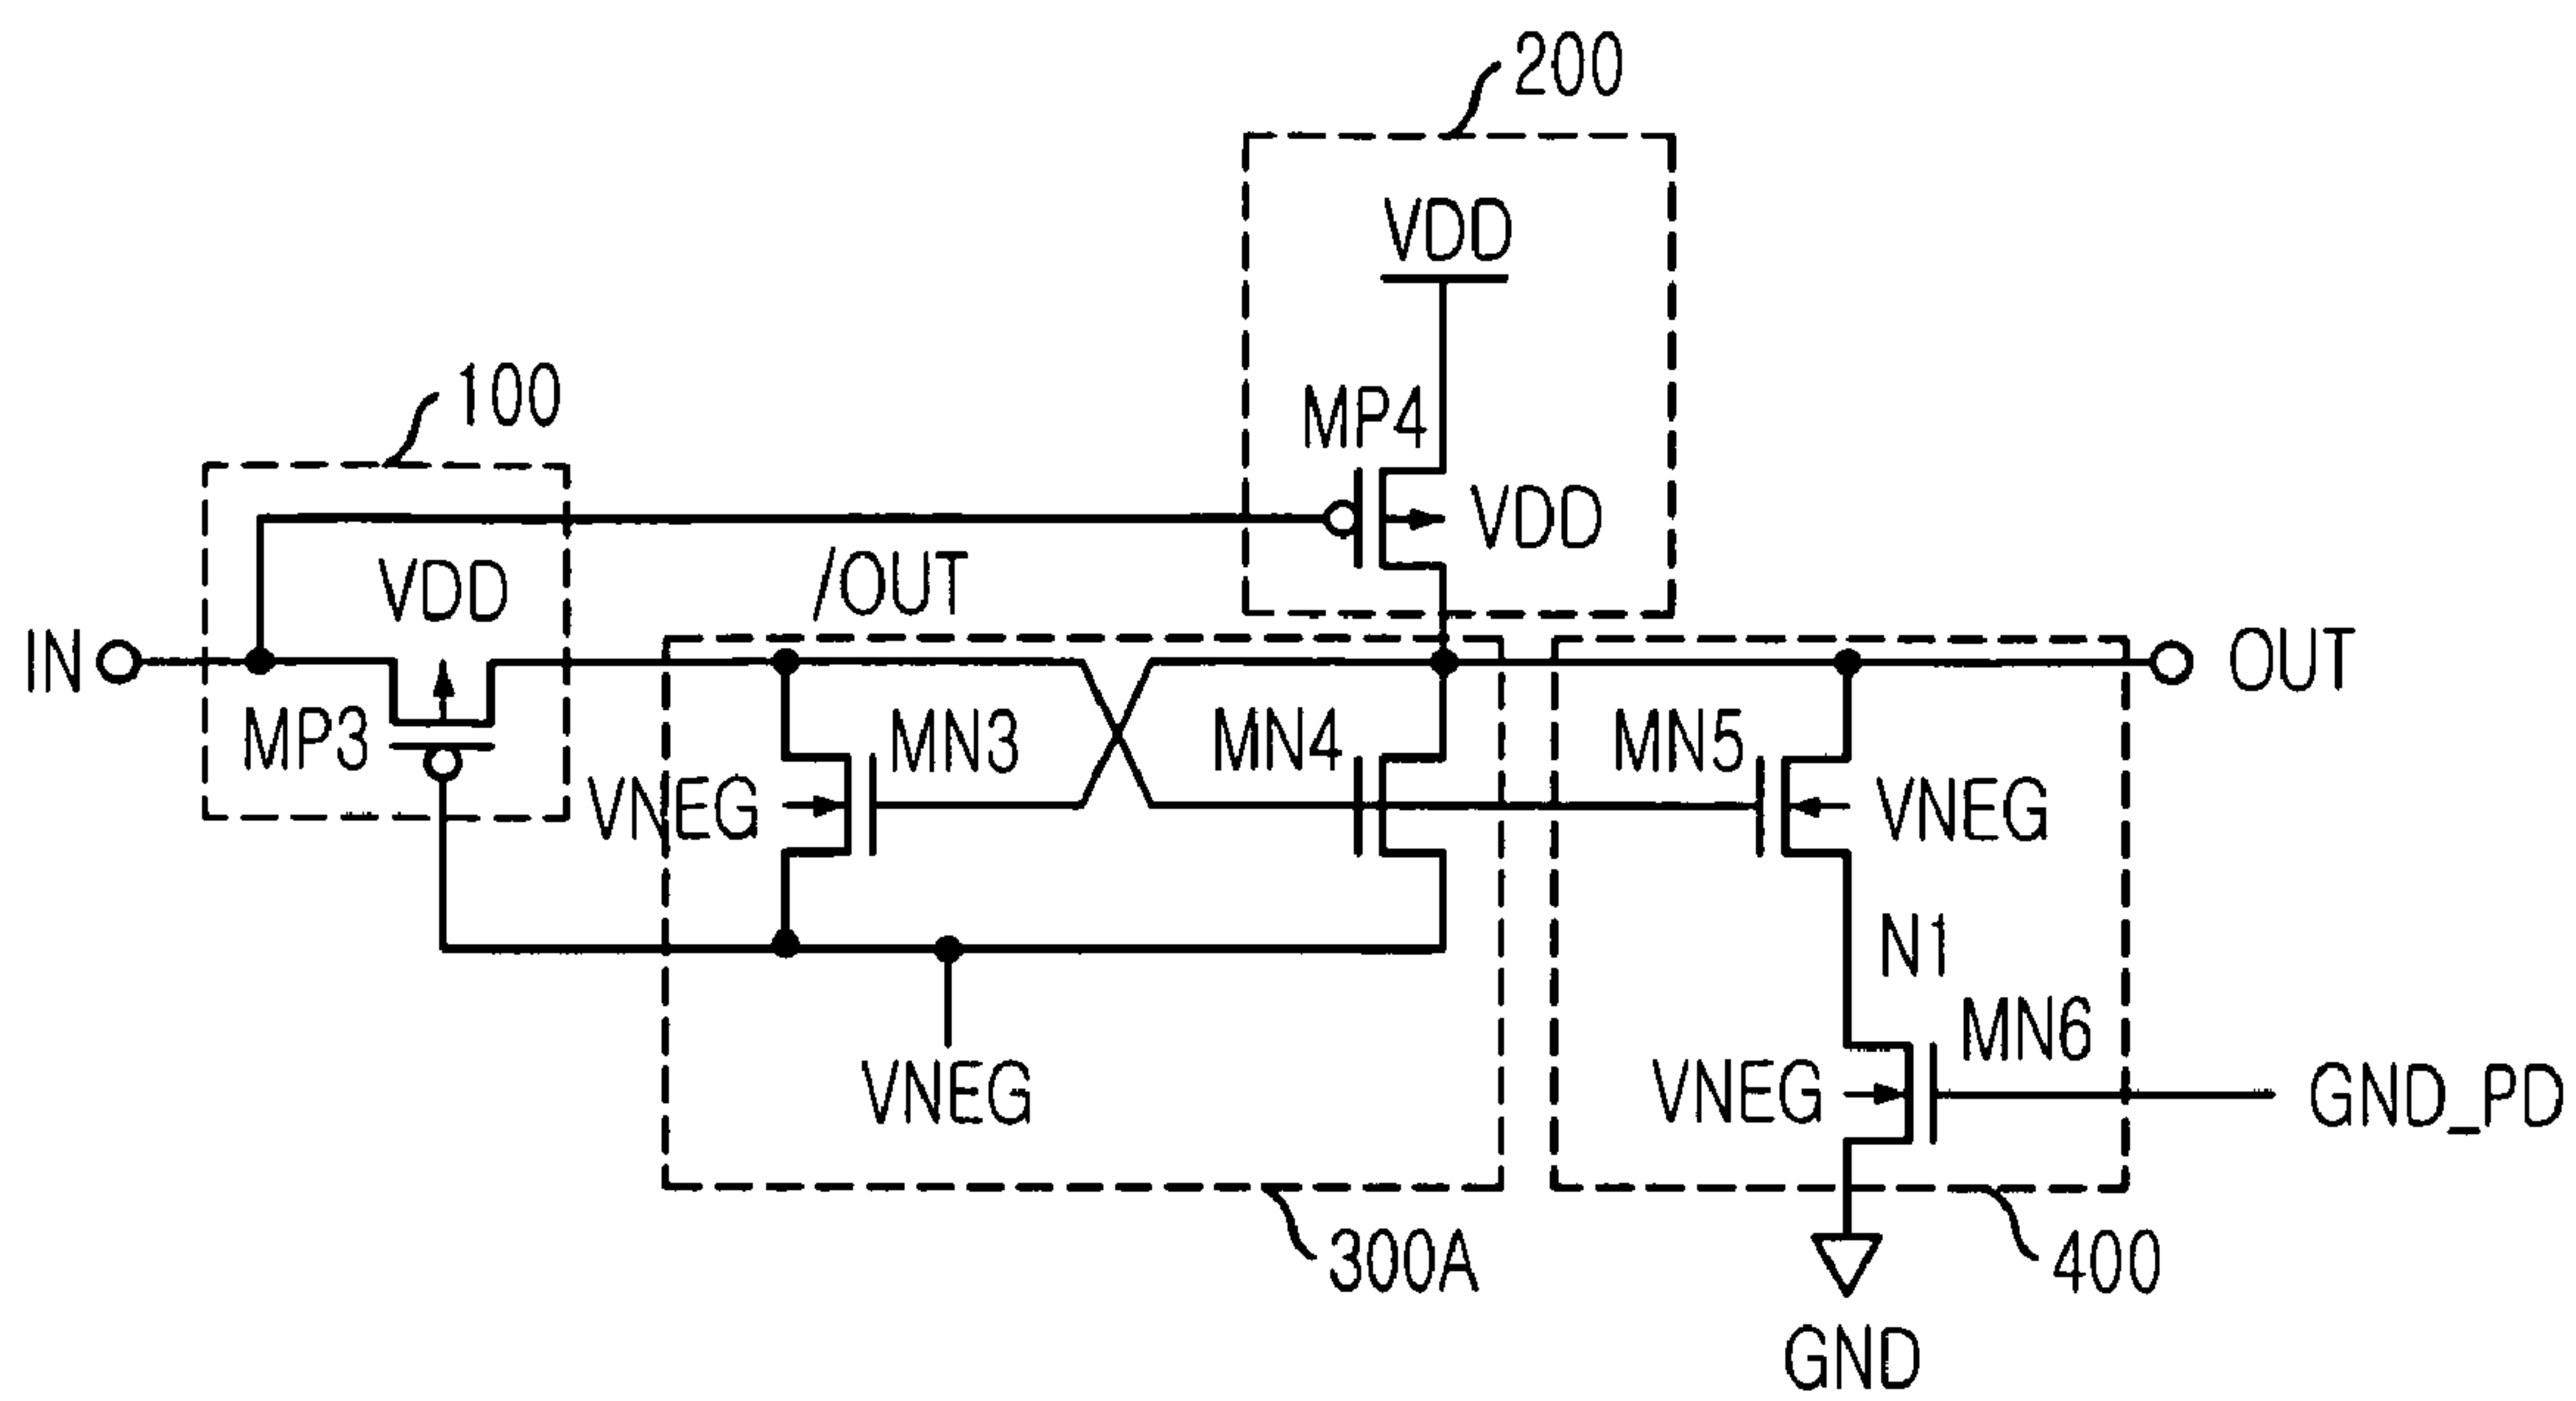 200
VDD
MP4
VDD
100
VDD
/OUT
IN
OUT
MP3
MN3
MN4
MN5
VNEG
VNEG
N1
MN6
VNEG
VNEG
GND_PD
300A
400
GND